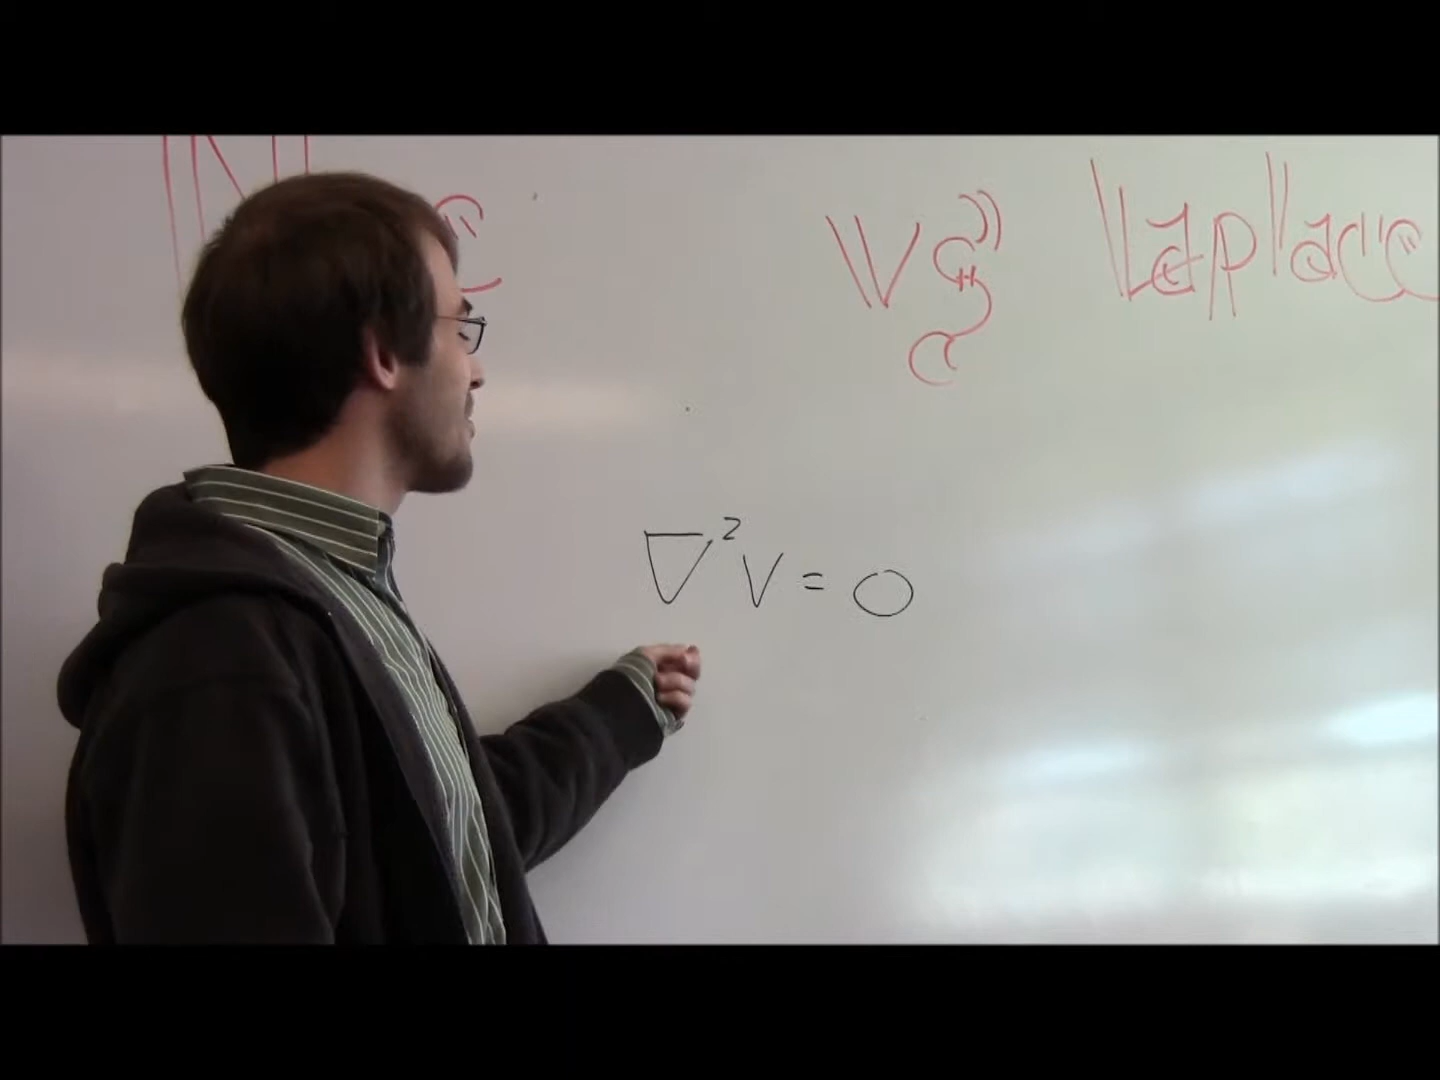 Vs Laplace
∇²V = 0